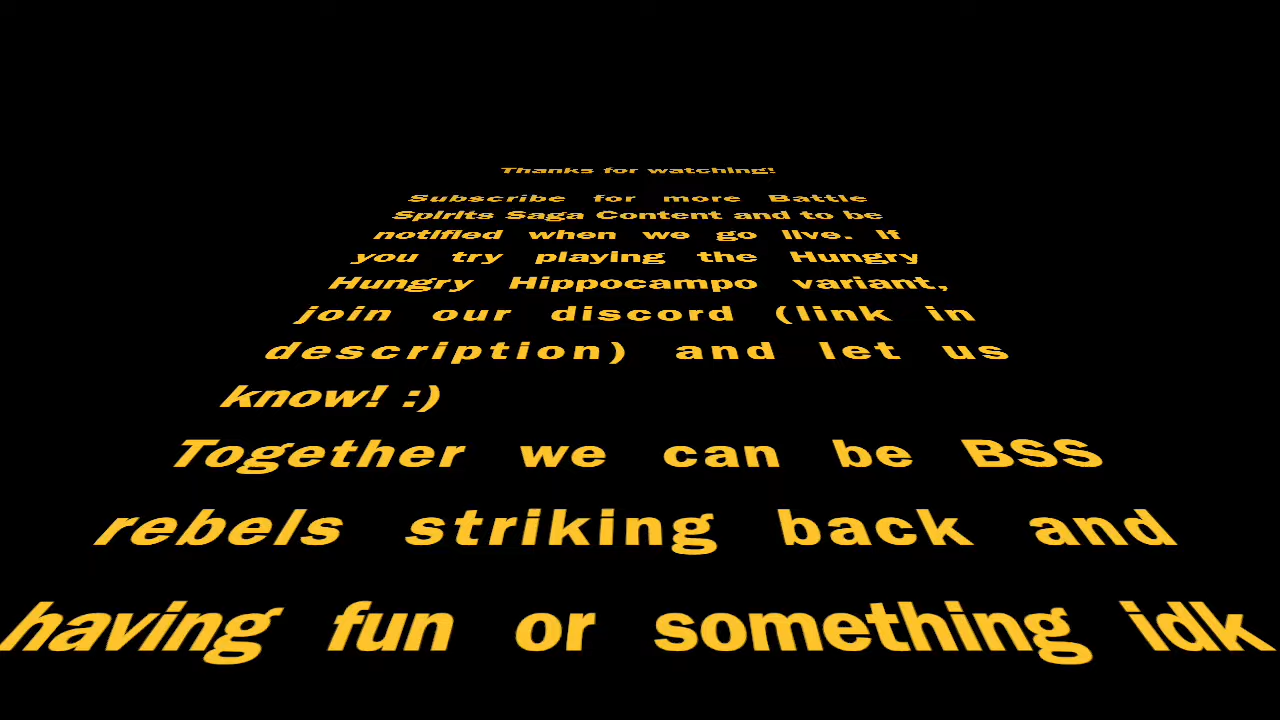 Thanks for watching!
Subscribe for more Battle
Spirits Saga Content and to be
notified when we go live. If
you try playing the Hungry
Hungry Hippocampo variant,
join our discord (link in
description) and let us
know! :)
Together we can be BSS
rebels striking back and
having fun or something idk